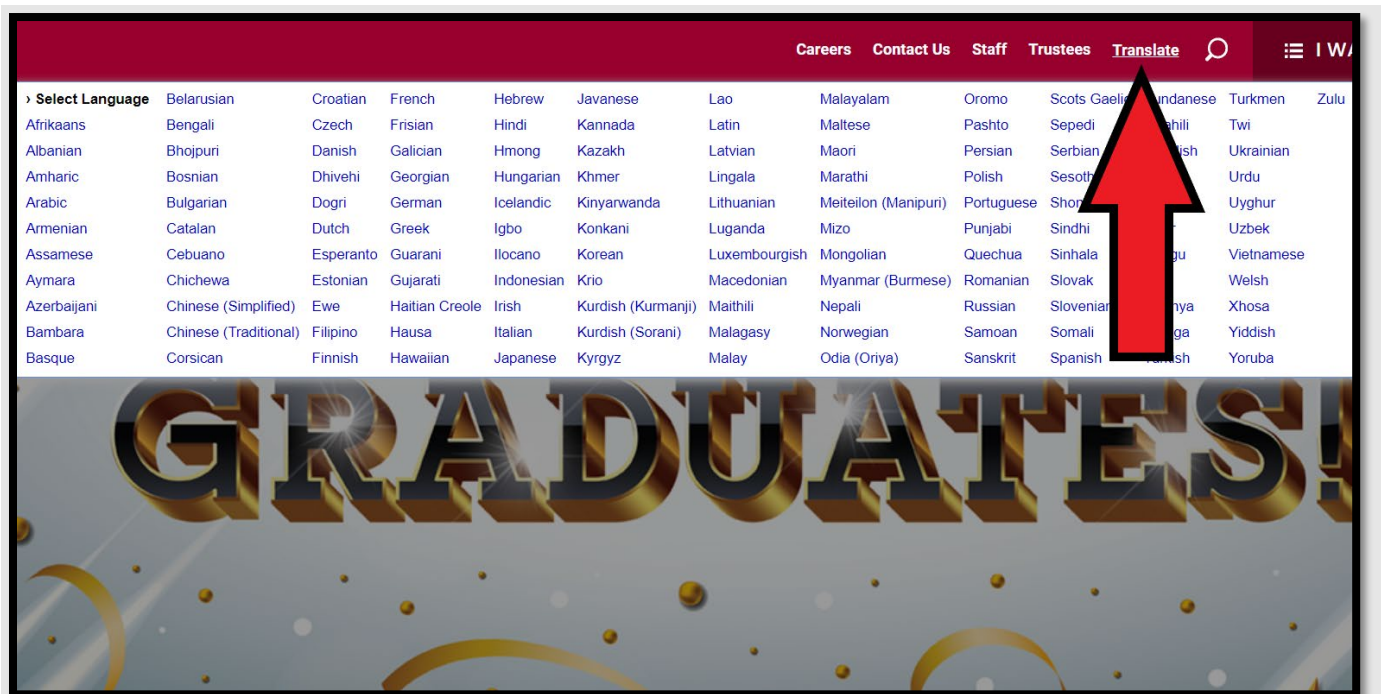 Careers Contact Us Staff Trustees Translate I WA
› Select Language Belarusian Croatian French Hebrew Javanese Lao Malayalam Oromo Scots Gaelic Turkmen Zulu
Afrikaans Bengali Czech Frisian Hindi Kannada Latin Maltese Pashto Sepedi Twi
Albanian Bhojpuri Danish Galician Hmong Kazakh Latvian Maori Persian Serbian Ukrainian
Amharic Bosnian Dhivehi Georgian Hungarian Khmer Lingala Marathi Polish Urdu
Arabic Bulgarian Dogri German Icelandic Kinyarwanda Lithuanian Meiteilon (Manipuri) Portuguese Uyghur
Armenian Catalan Dutch Greek Igbo Konkani Luganda Mizo Punjabi Sindhi Uzbek
Assamese Cebuano Esperanto Guarani Ilocano Korean Luxembourgish Mongolian Quechua Sinhala Vietnamese
Aymara Chichewa Estonian Gujarati Indonesian Krio Macedonian Myanmar (Burmese) Romanian Slovak Welsh
Azerbaijani Chinese (Simplified) Ewe Haitian Creole Irish Kurdish (Kurmanji) Maithili Nepali Russian Slovenian Xhosa
Bambara Chinese (Traditional) Filipino Hausa Italian Kurdish (Sorani) Malagasy Norwegian Samoan Somali Yiddish
Basque Corsican Finnish Hawaiian Japanese Kyrgyz Malay Odia (Oriya) Sanskrit Spanish Yoruba
GRADUATES!